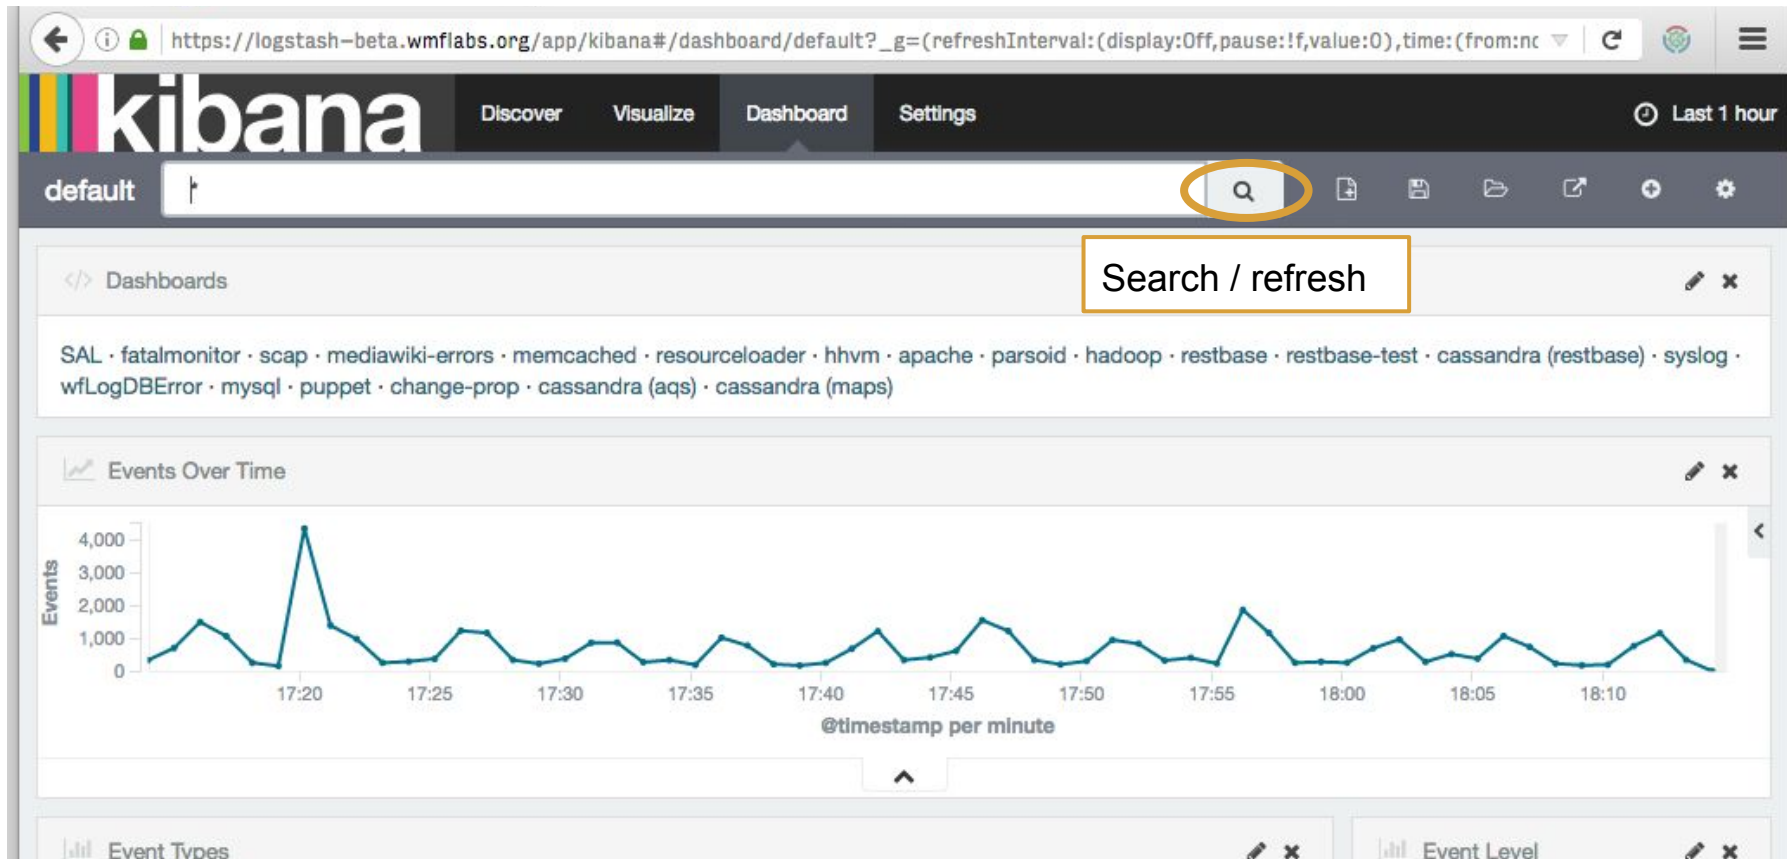 https://logstash-beta.wmflabs.org/app/kibana#/dashboard/default?_g=(refreshInterval:(display:Off,pause:!f,value:0),time:(from:nc
kibana Discover Visualize Dashboard Settings Last 1 hour
default *
Search / refresh
</> Dashboards
SAL · fatalmonitor · scap · mediawiki-errors · memcached · resourceloader · hhvm · apache · parsoid · hadoop · restbase · restbase-test · cassandra (restbase) · syslog ·
wfLogDBError · mysql · puppet · change-prop · cassandra (aqs) · cassandra (maps)
Events Over Time
Events
4,000
3,000
2,000
1,000
0
17:20 17:25 17:30 17:35 17:40 17:45 17:50 17:55 18:00 18:05 18:10
@timestamp per minute
Event Types
Event Level